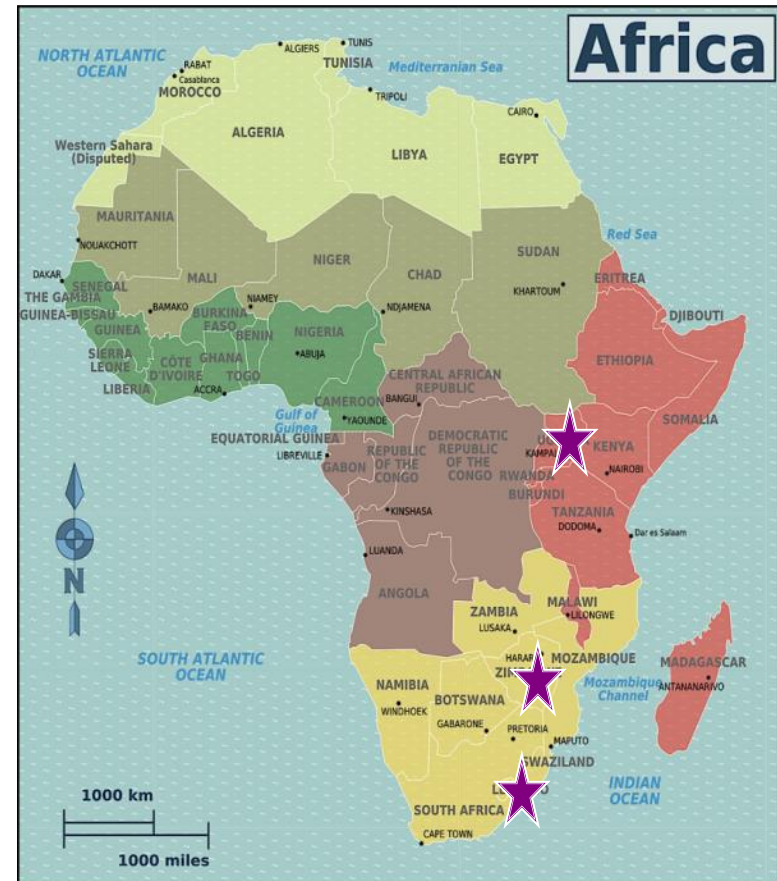 Africa
NORTH ATLANTIC
OCEAN
ALGIERS
TUNIS
TUNISIA
Mediterranean Sea
RABAT
Casablanca
MOROCCO
TRIPOLI
CAIRO
ALGERIA
LIBYA
EGYPT
Western Sahara
(Disputed)
MAURITANIA
NOUAKCHOTT
MALI
NIGER
CHAD
SUDAN
KHARTOUM
Red Sea
ERITREA
DJIBOUTI
DAKAR
SENEGAL
THE GAMBIA
GUINEA-BISSAU
GUINEA
BAMAKO
NIAMEY
BURKINA
FASO
BENIN
NIGERIA
ABUJA
NDJAMENA
SIERRA
LEONE
LIBERIA
CÔTE
D'IVOIRE
GHANA
TOGO
ACCRA
ETHIOPIA
CENTRAL AFRICAN
REPUBLIC
BANGUI
CAMEROON
YAOUNDE
Gulf of
Guinea
EQUATORIAL GUINEA
LIBREVILLE
GABON
REPUBLIC
OF THE
CONGO
DEMOCRATIC
REPUBLIC
OF THE
CONGO
SOMALIA
KENYA
NAIROBI
RWANDA
BURUNDI
TANZANIA
DODOMA
Dar es Salaam
KINSHASA
LUANDA
ANGOLA
N
ZAMBIA
LUSAKA
MALAWI
LILONGWE
MOZAMBIQUE
Mozambique
Channel
MADAGASCAR
ANTANANARIVO
SOUTH ATLANTIC
OCEAN
NAMIBIA
WINDHOEK
BOTSWANA
GABARONE
PRETORIA
MAPUTO
SWAZILAND
SOUTH AFRICA
CAPE TOWN
INDIAN
OCEAN
1000 km
1000 miles